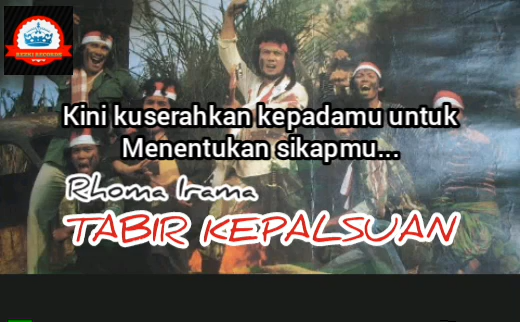 Kini kuserahkan kepadamu untuk
Menentukan sikapmu...
Rhoma Irama
TABIR KEPALSUAN